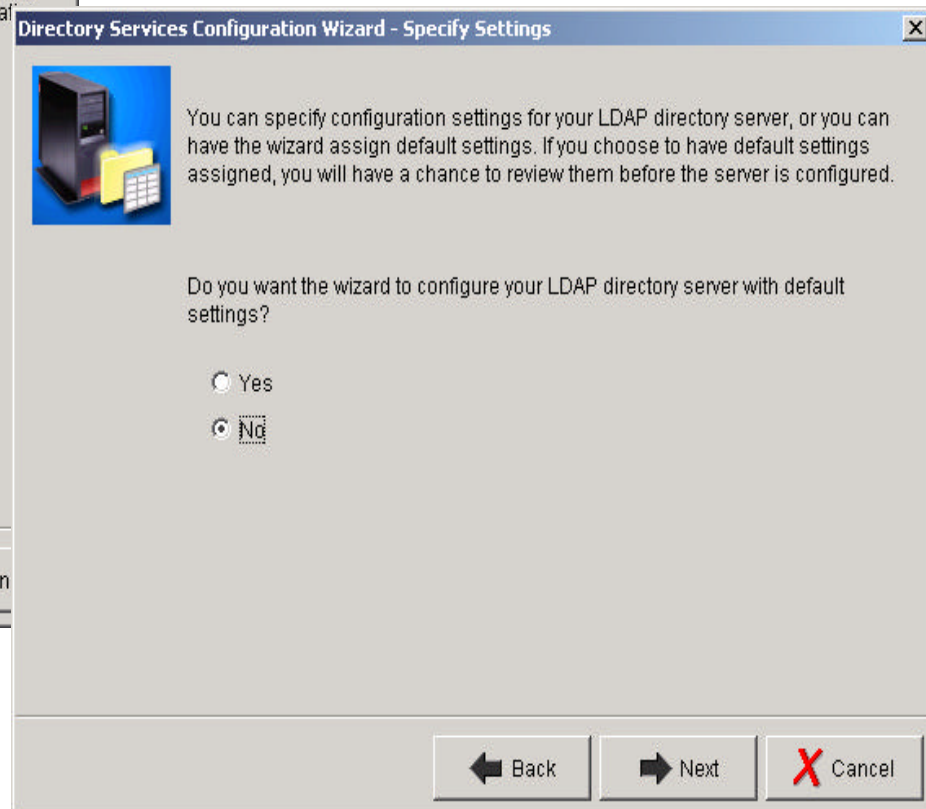 Directory Services Configuration Wizard - Specify Settings
You can specify configuration settings for your LDAP directory server, or you can
have the wizard assign default settings. If you choose to have default settings
assigned, you will have a chance to review them before the server is configured.
Do you want the wizard to configure your LDAP directory server with default
settings?
Yes
No
Back
Next
Cancel